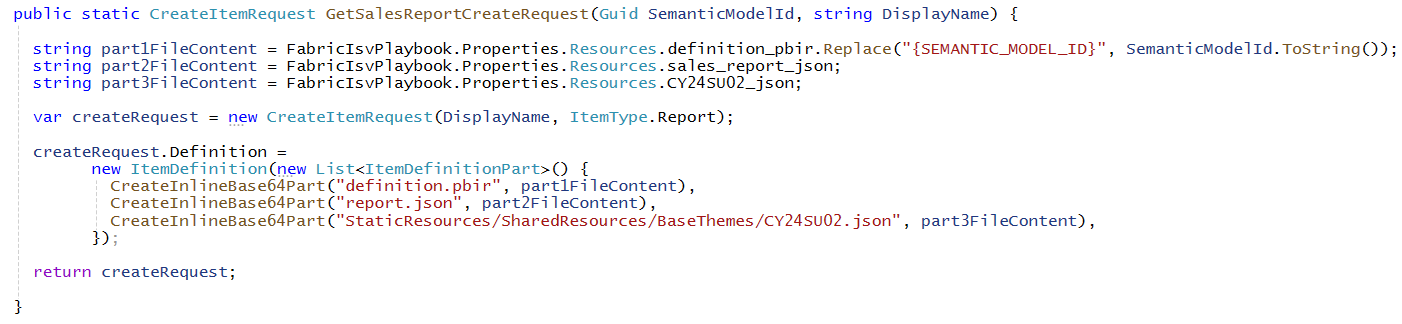 public static CreateItemRequest GetSalesReportCreateRequest(Guid SemanticModelId, string DisplayName) {
string part1FileContent = FabricIsvPlaybook.Properties.Resources.definition_pbir.Replace("{SEMANTIC_MODEL_ID}", SemanticModelId.ToString());
string part2FileContent = FabricIsvPlaybook.Properties.Resources.sales_report_json;
string part3FileContent = FabricIsvPlaybook.Properties.Resources.CY24SU02_json;
var createRequest = new CreateItemRequest(DisplayName, ItemType.Report);
createRequest.Definition =
new ItemDefinition(new List<ItemDefinitionPart>() {
CreateInlineBase64Part("definition.pbir", part1FileContent),
CreateInlineBase64Part("report.json", part2FileContent),
CreateInlineBase64Part("StaticResources/SharedResources/BaseThemes/CY24SU02.json", part3FileContent),
});
return createRequest;
}